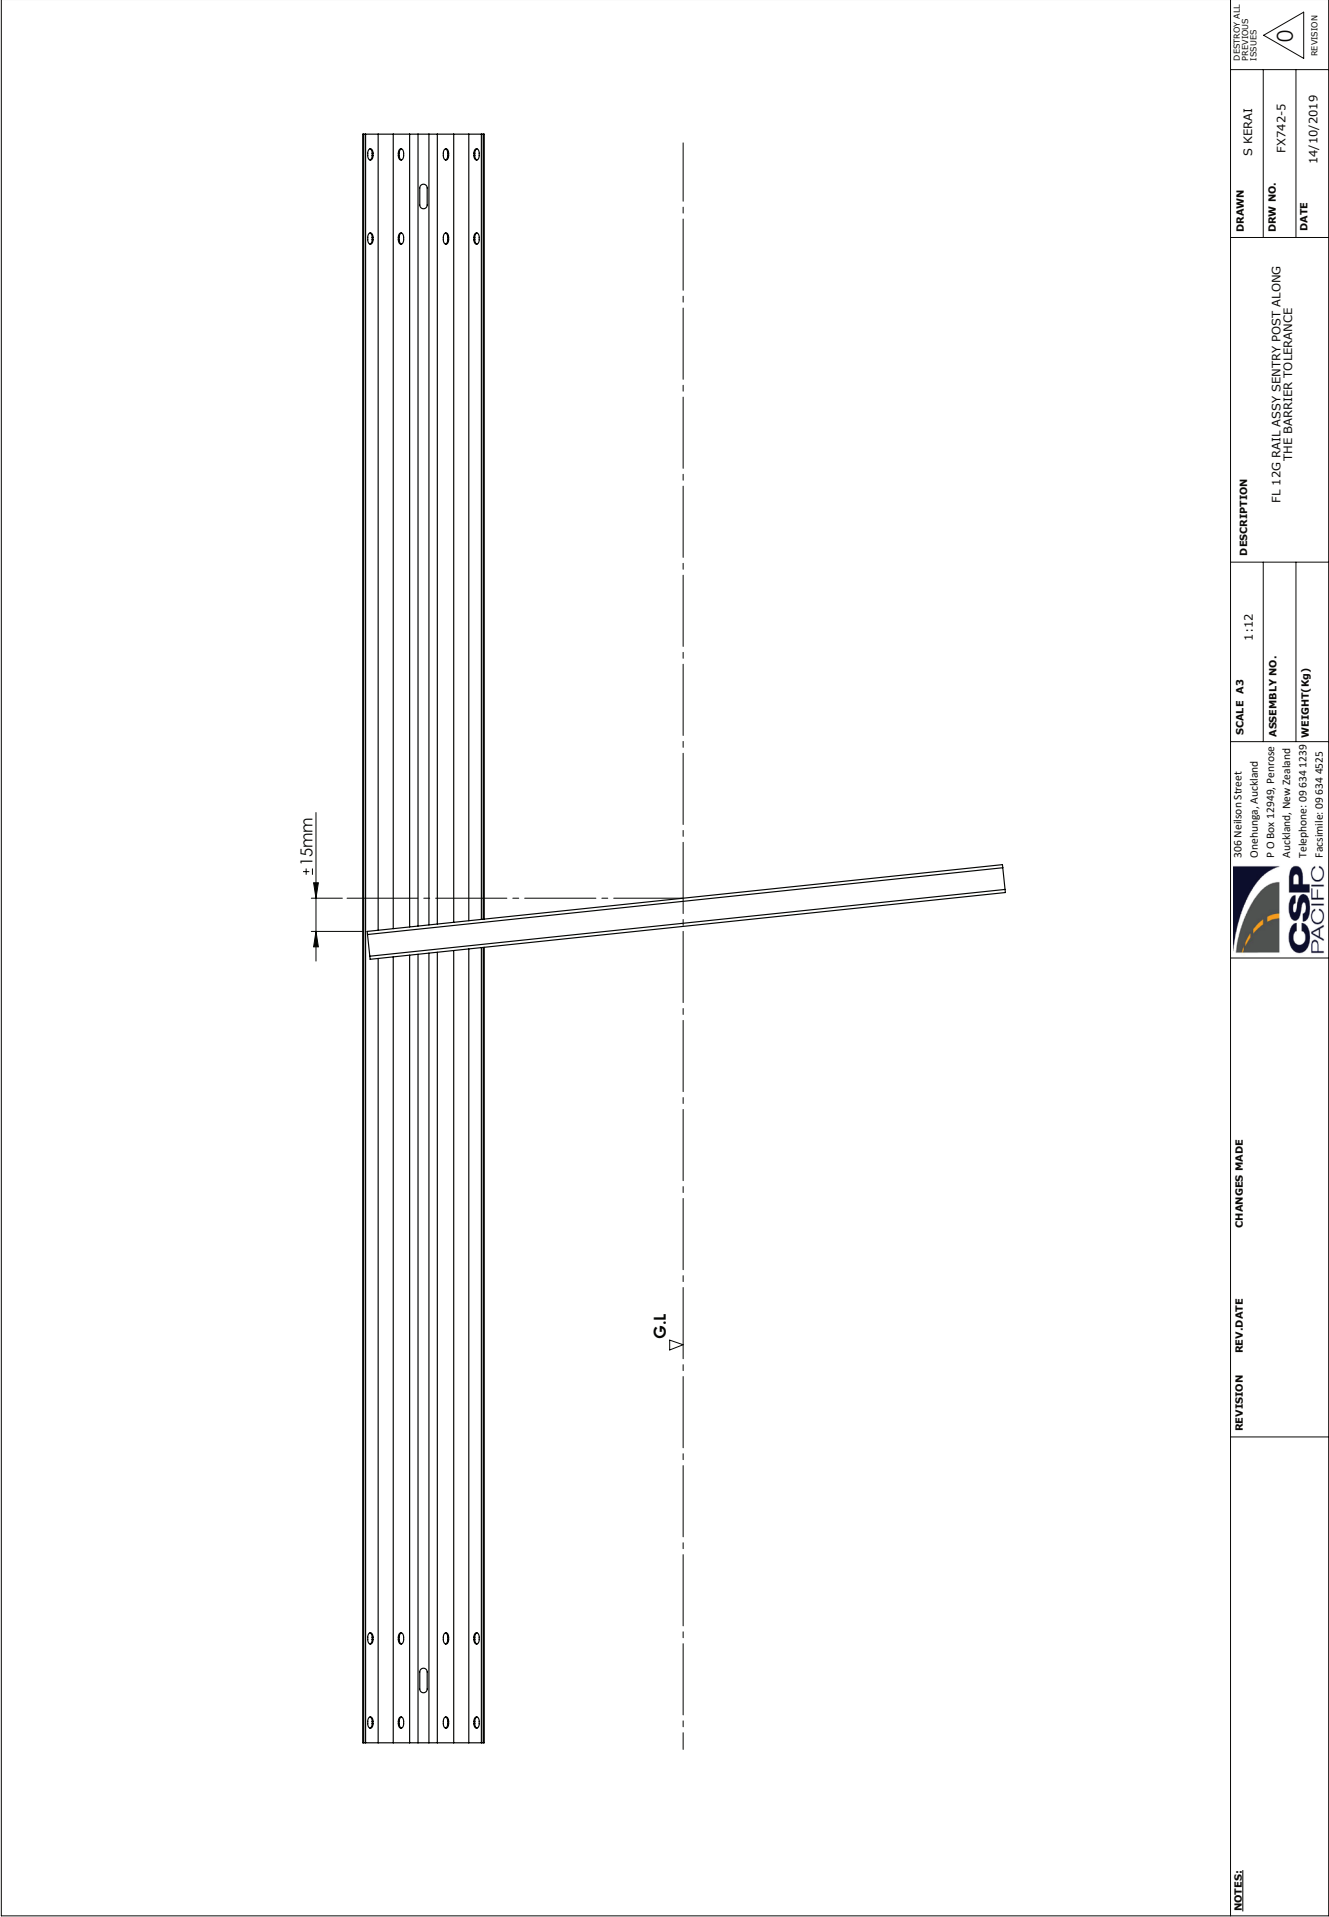 ±15mm
G.L
NOTES:
REVISION REV.DATE CHANGES MADE
CSP
PACIFIC
306 Neilson Street
Onehunga, Auckland
P O Box 12949, Penrose
Auckland, New Zealand
Telephone: 09 634 1239
Facsimile: 09 634 4525
SCALE A3 1:12
ASSEMBLY NO.
WEIGHT(Kg)
DESCRIPTION
FL 12G RAIL ASSY SENTRY POST ALONG
THE BARRIER TOLERANCE
DRAWN S KERAI
DRW NO. FX742-5
DATE 14/10/2019
DESTROY ALL
PREVIOUS
ISSUES
0
REVISION